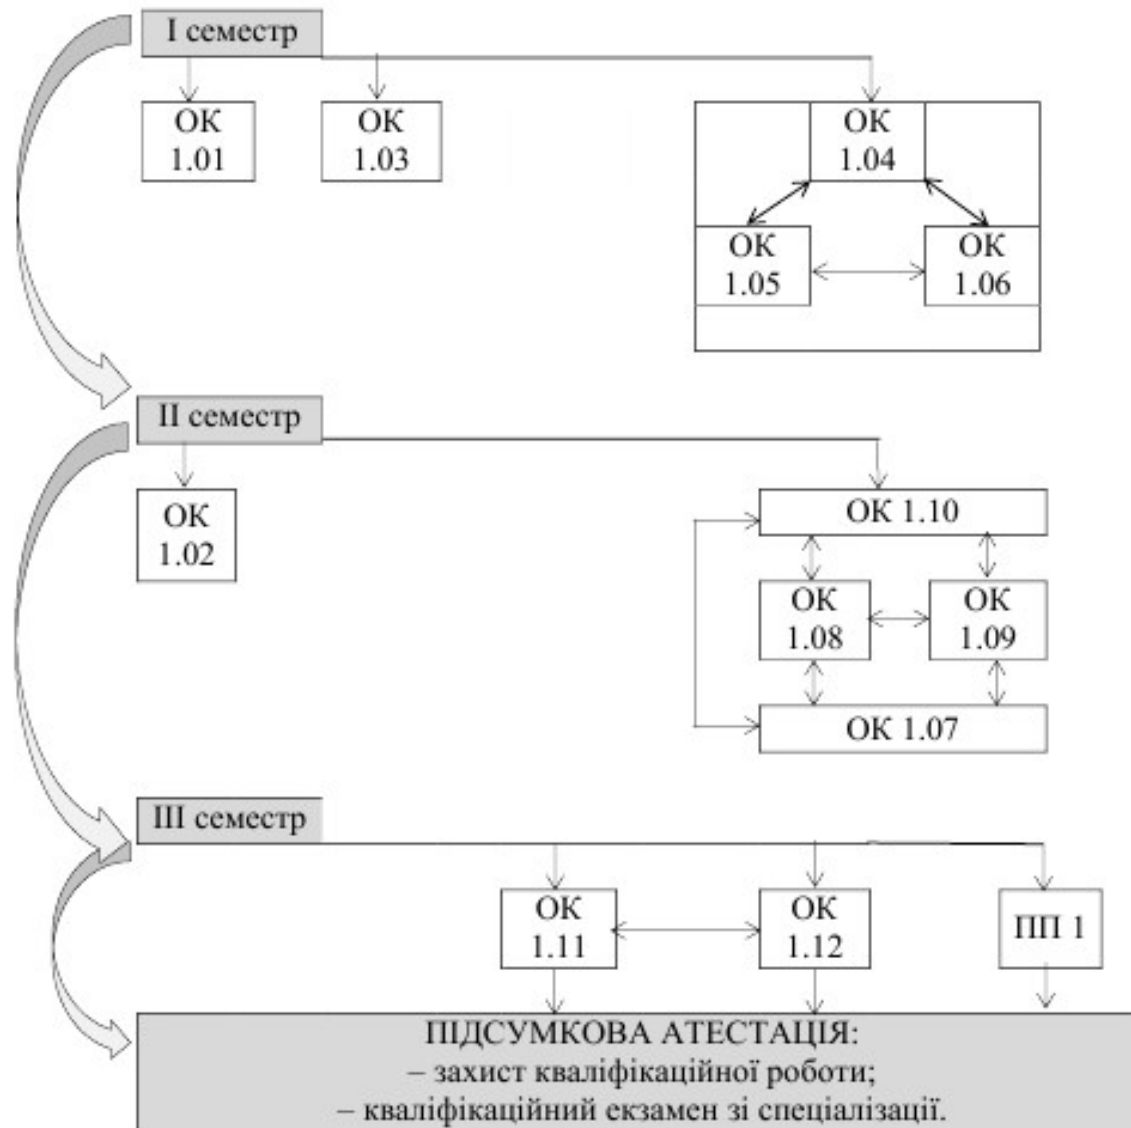 І семестр
ОК
1.01
ОК
1.03
ОК
1.04
ОК
1.05
ОК
1.06
ІІ семестр
ОК
1.02
ОК 1.10
ОК
1.08
ОК
1.09
ОК 1.07
ІІІ семестр
ОК
1.11
ОК
1.12
ПП 1
ПІДСУМКОВА АТЕСТАЦІЯ:
– захист кваліфікаційної роботи;
– кваліфікаційний екзамен зі спеціалізації.